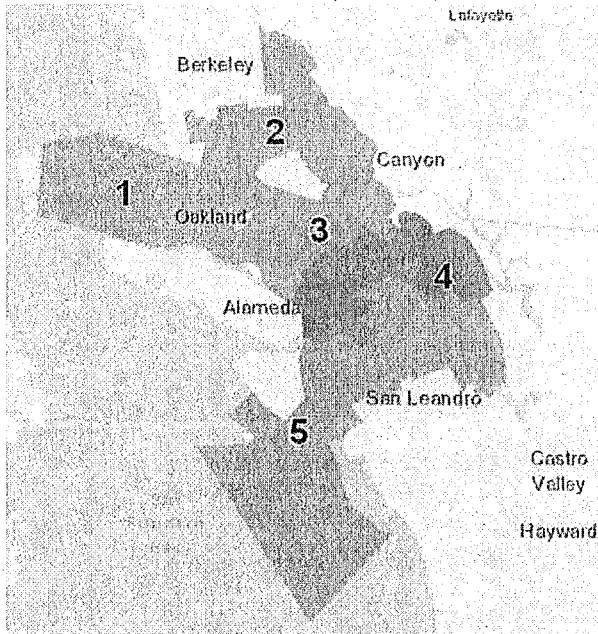 Lafayette
Berkeley
2
Canyon
1
Oakland
3
4
Alameda
San Leandro
5
Castro
Valley
Hayward